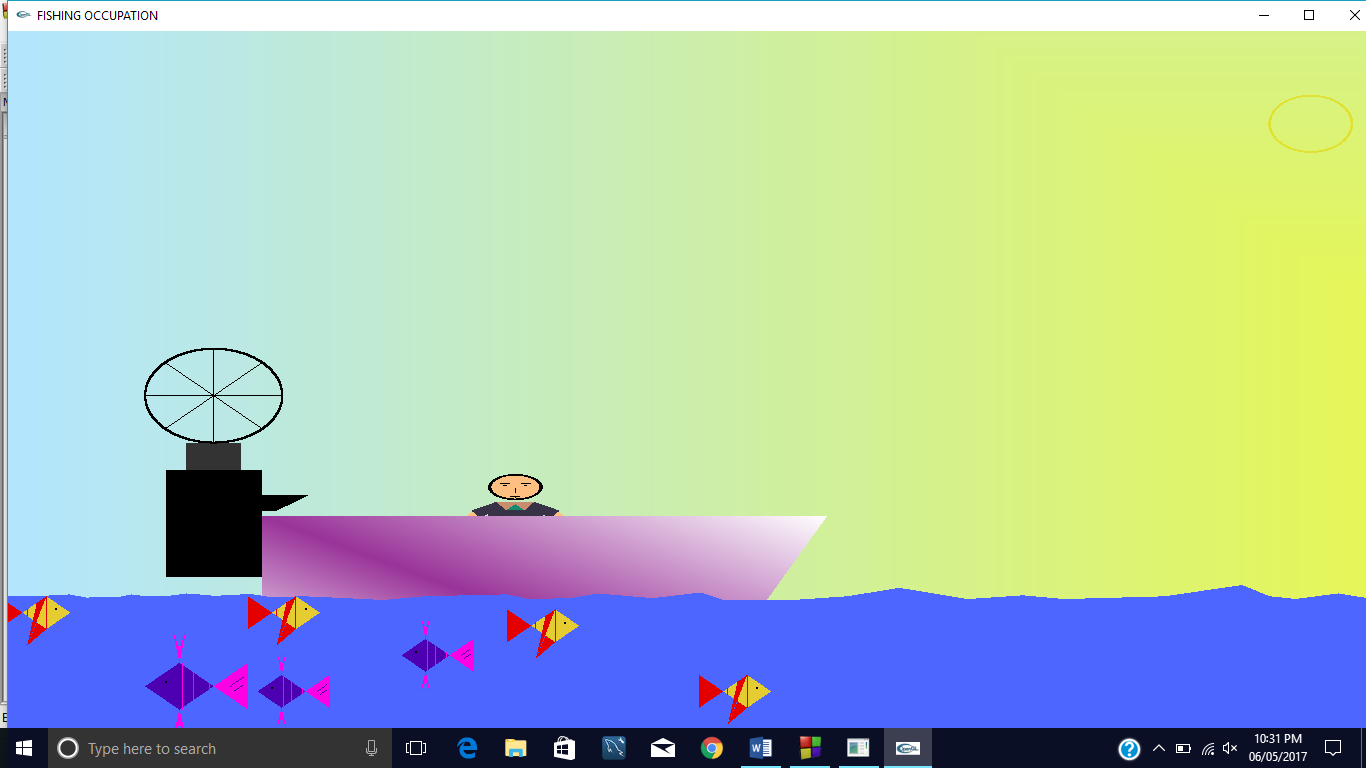 FISHING OCCUPATION
Type here to search
10:31 PM
06/05/2017